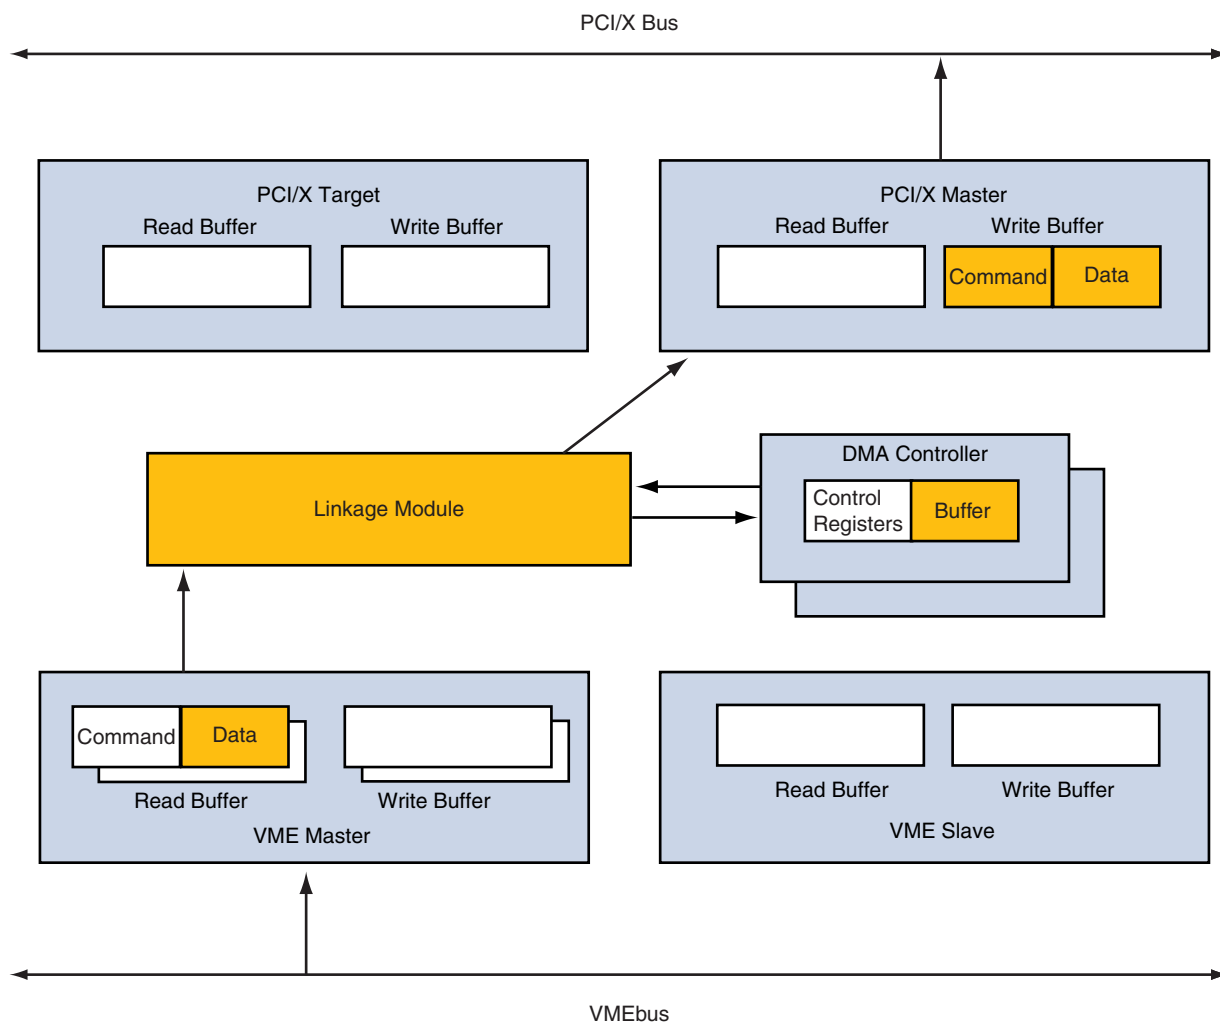 PCI/X Bus
PCI/X Target
Read Buffer
Write Buffer
PCI/X Master
Read Buffer
Write Buffer
Command
Data
Linkage Module
DMA Controller
Control
Registers
Buffer
Command
Data
Read Buffer
Write Buffer
VME Master
Read Buffer
Write Buffer
VME Slave
VMEbus